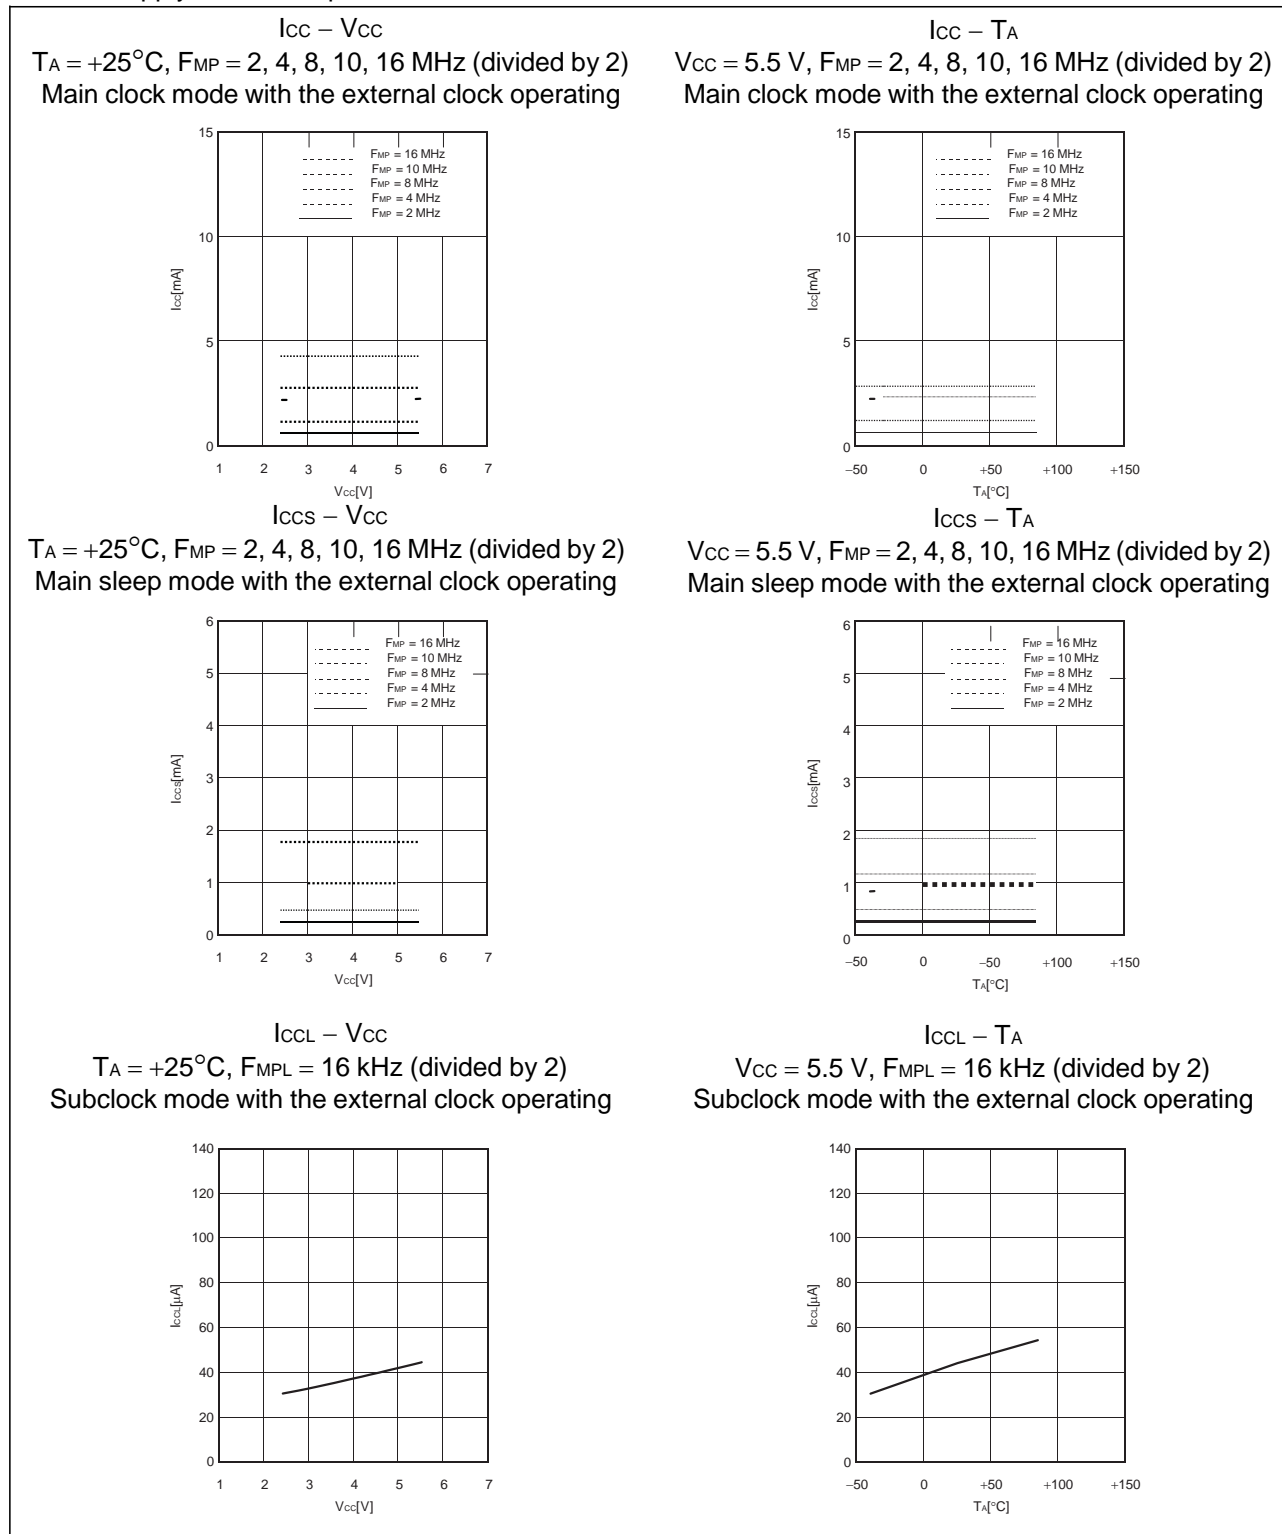 ICC − VCC
TA = +25°C, FMP = 2, 4, 8, 10, 16 MHz (divided by 2)
Main clock mode with the external clock operating
15
10
5
0
ICC[mA]
FMP = 16 MHz
FMP = 10 MHz
FMP = 8 MHz
FMP = 4 MHz
FMP = 2 MHz
1 2 3 4 5 6 7
VCC[V]
ICC − TA
VCC = 5.5 V, FMP = 2, 4, 8, 10, 16 MHz (divided by 2)
Main clock mode with the external clock operating
15
10
5
0
ICC[mA]
FMP = 16 MHz
FMP = 10 MHz
FMP = 8 MHz
FMP = 4 MHz
FMP = 2 MHz
−50 0 +50 +100 +150
TA[°C]
ICCS − VCC
TA = +25°C, FMP = 2, 4, 8, 10, 16 MHz (divided by 2)
Main sleep mode with the external clock operating
6
5
4
3
2
1
0
ICCS[mA]
FMP = 16 MHz
FMP = 10 MHz
FMP = 8 MHz
FMP = 4 MHz
FMP = 2 MHz
1 2 3 4 5 6 7
VCC[V]
ICCS − TA
VCC = 5.5 V, FMP = 2, 4, 8, 10, 16 MHz (divided by 2)
Main sleep mode with the external clock operating
6
5
4
3
2
1
0
ICCS[mA]
FMP = 16 MHz
FMP = 10 MHz
FMP = 8 MHz
FMP = 4 MHz
FMP = 2 MHz
−50 0 −50 +100 +150
TA[°C]
ICCL − VCC
TA = +25°C, FMPL = 16 kHz (divided by 2)
Subclock mode with the external clock operating
140
120
100
80
60
40
20
0
ICCL[µA]
1 2 3 4 5 6 7
VCC[V]
ICCL − TA
VCC = 5.5 V, FMPL = 16 kHz (divided by 2)
Subclock mode with the external clock operating
140
120
100
80
60
40
20
0
ICCL[µA]
−50 0 +50 +100 +150
TA[°C]